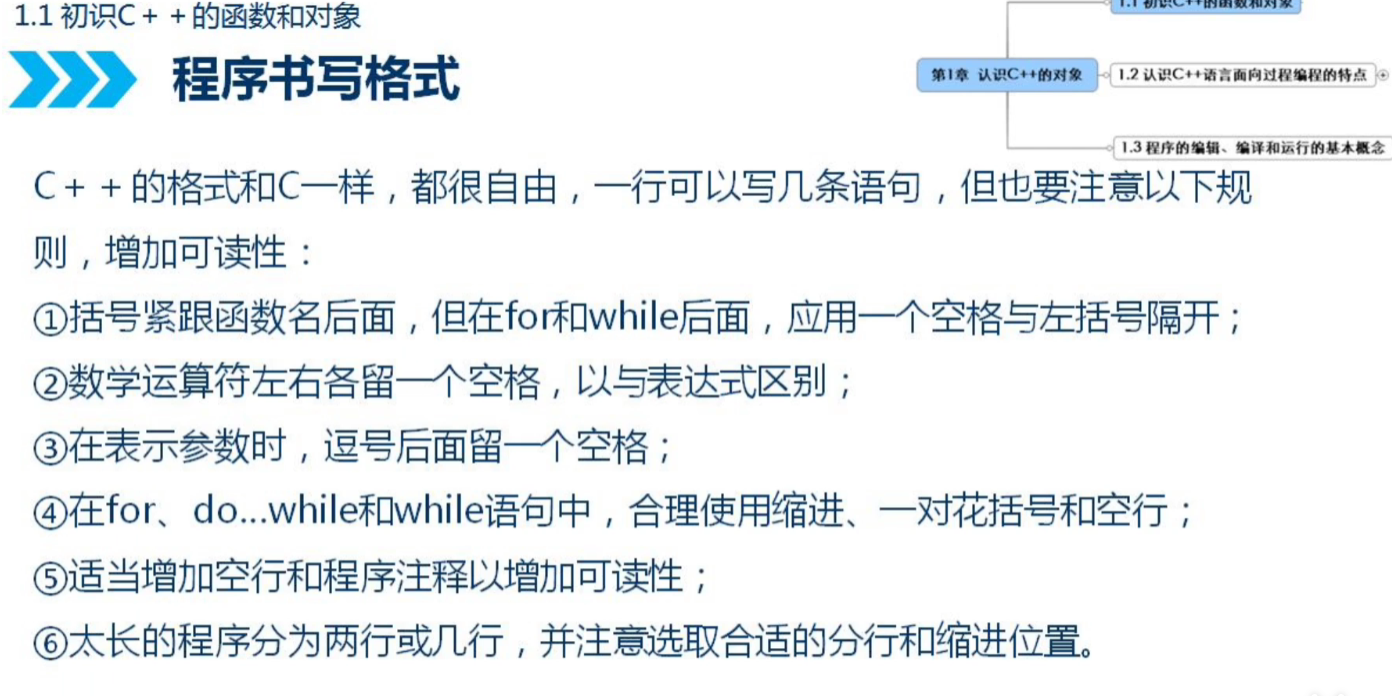 1.1 初识C＋＋的函数和对象
1.1 初识C++的函数和对象
程序书写格式
第1章 认识C++的对象
1.2 认识C++语言面向过程编程的特点
1.3 程序的编辑、编译和运行的基本概念
C＋＋的格式和C一样，都很自由，一行可以写几条语句，但也要注意以下规
则，增加可读性：
①括号紧跟函数名后面，但在for和while后面，应用一个空格与左括号隔开；
②数学运算符左右各留一个空格，以与表达式区别；
③在表示参数时，逗号后面留一个空格；
④在for、do...while和while语句中，合理使用缩进、一对花括号和空行；
⑤适当增加空行和程序注释以增加可读性；
⑥太长的程序分为两行或几行，并注意选取合适的分行和缩进位置。